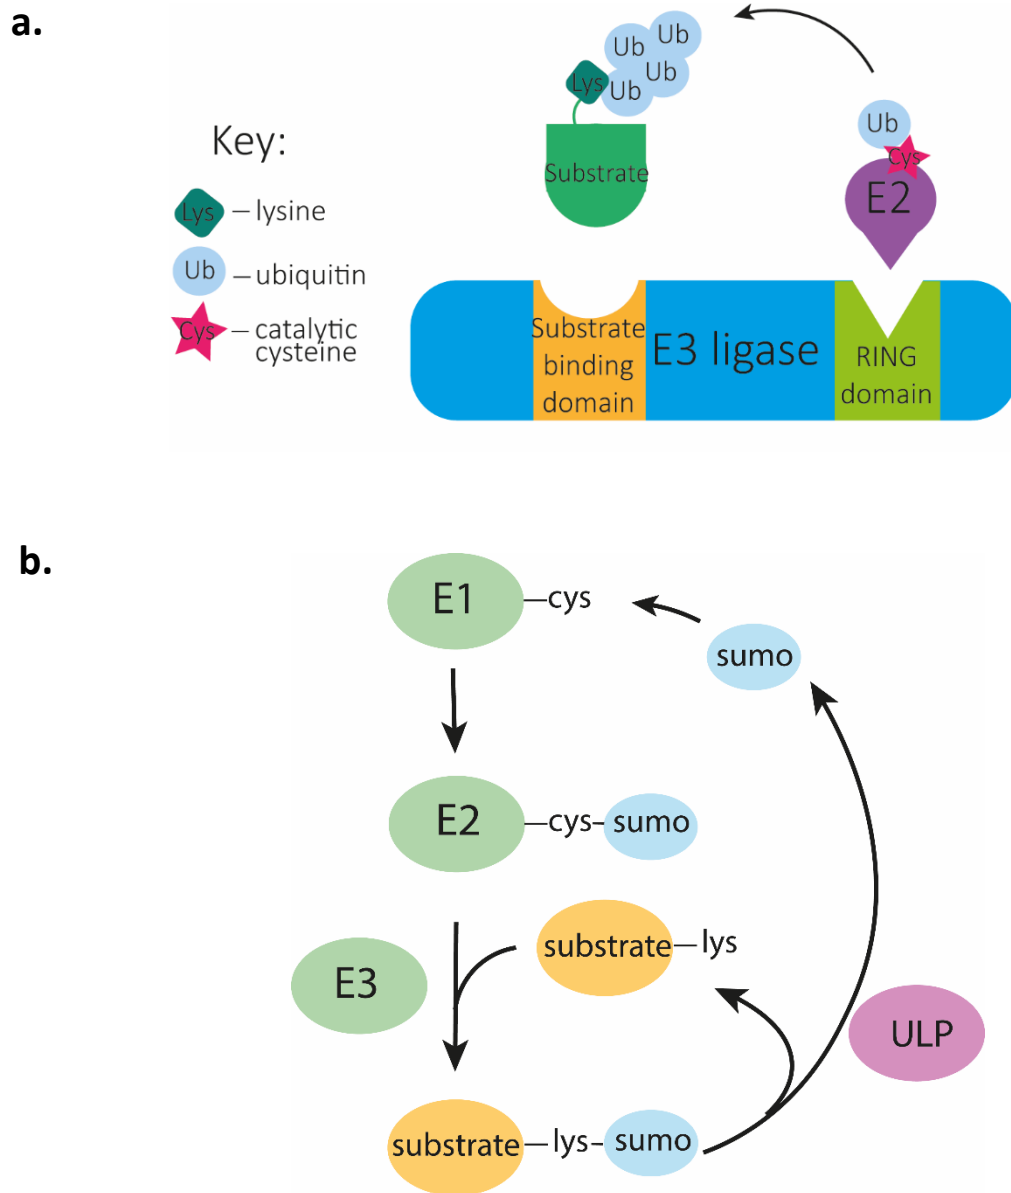 a.
Ub
Ub
Ub
Ub
Lys
Substrate
Ub
Cys
E2
Key:
Lys – lysine
Ub – ubiquitin
Cys – catalytic
cysteine
Substrate
binding
domain
E3 ligase
RING
domain
b.
E1 –cys
sumo
E2 –cys-sumo
substrate –lys
E3
ULP
substrate –lys-sumo